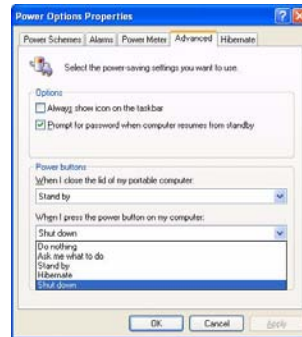 Power Options Properties
Power Schemes Alarms Power Meter Advanced Hibernate
Select the power-saving settings you want to use.
Options
Always show icon on the taskbar
Prompt for password when computer resumes from standby
Power buttons
When I close the lid of my portable computer:
Stand by
When I press the power button on my computer:
Shut down
Do nothing
Ask me what to do
Stand by
Hibernate
Shut down
OK Cancel Apply